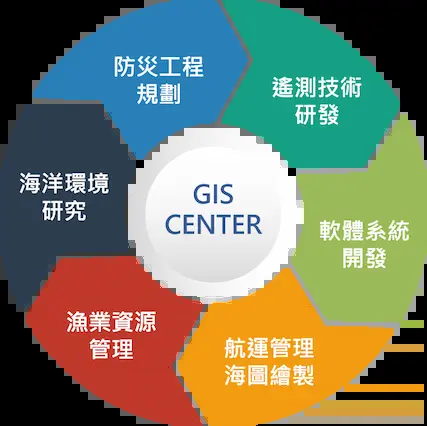 防災工程
規劃
遙測技術
研發
海洋環境
研究
GIS
CENTER
軟體系統
開發
漁業資源
管理
航運管理
海圖繪製